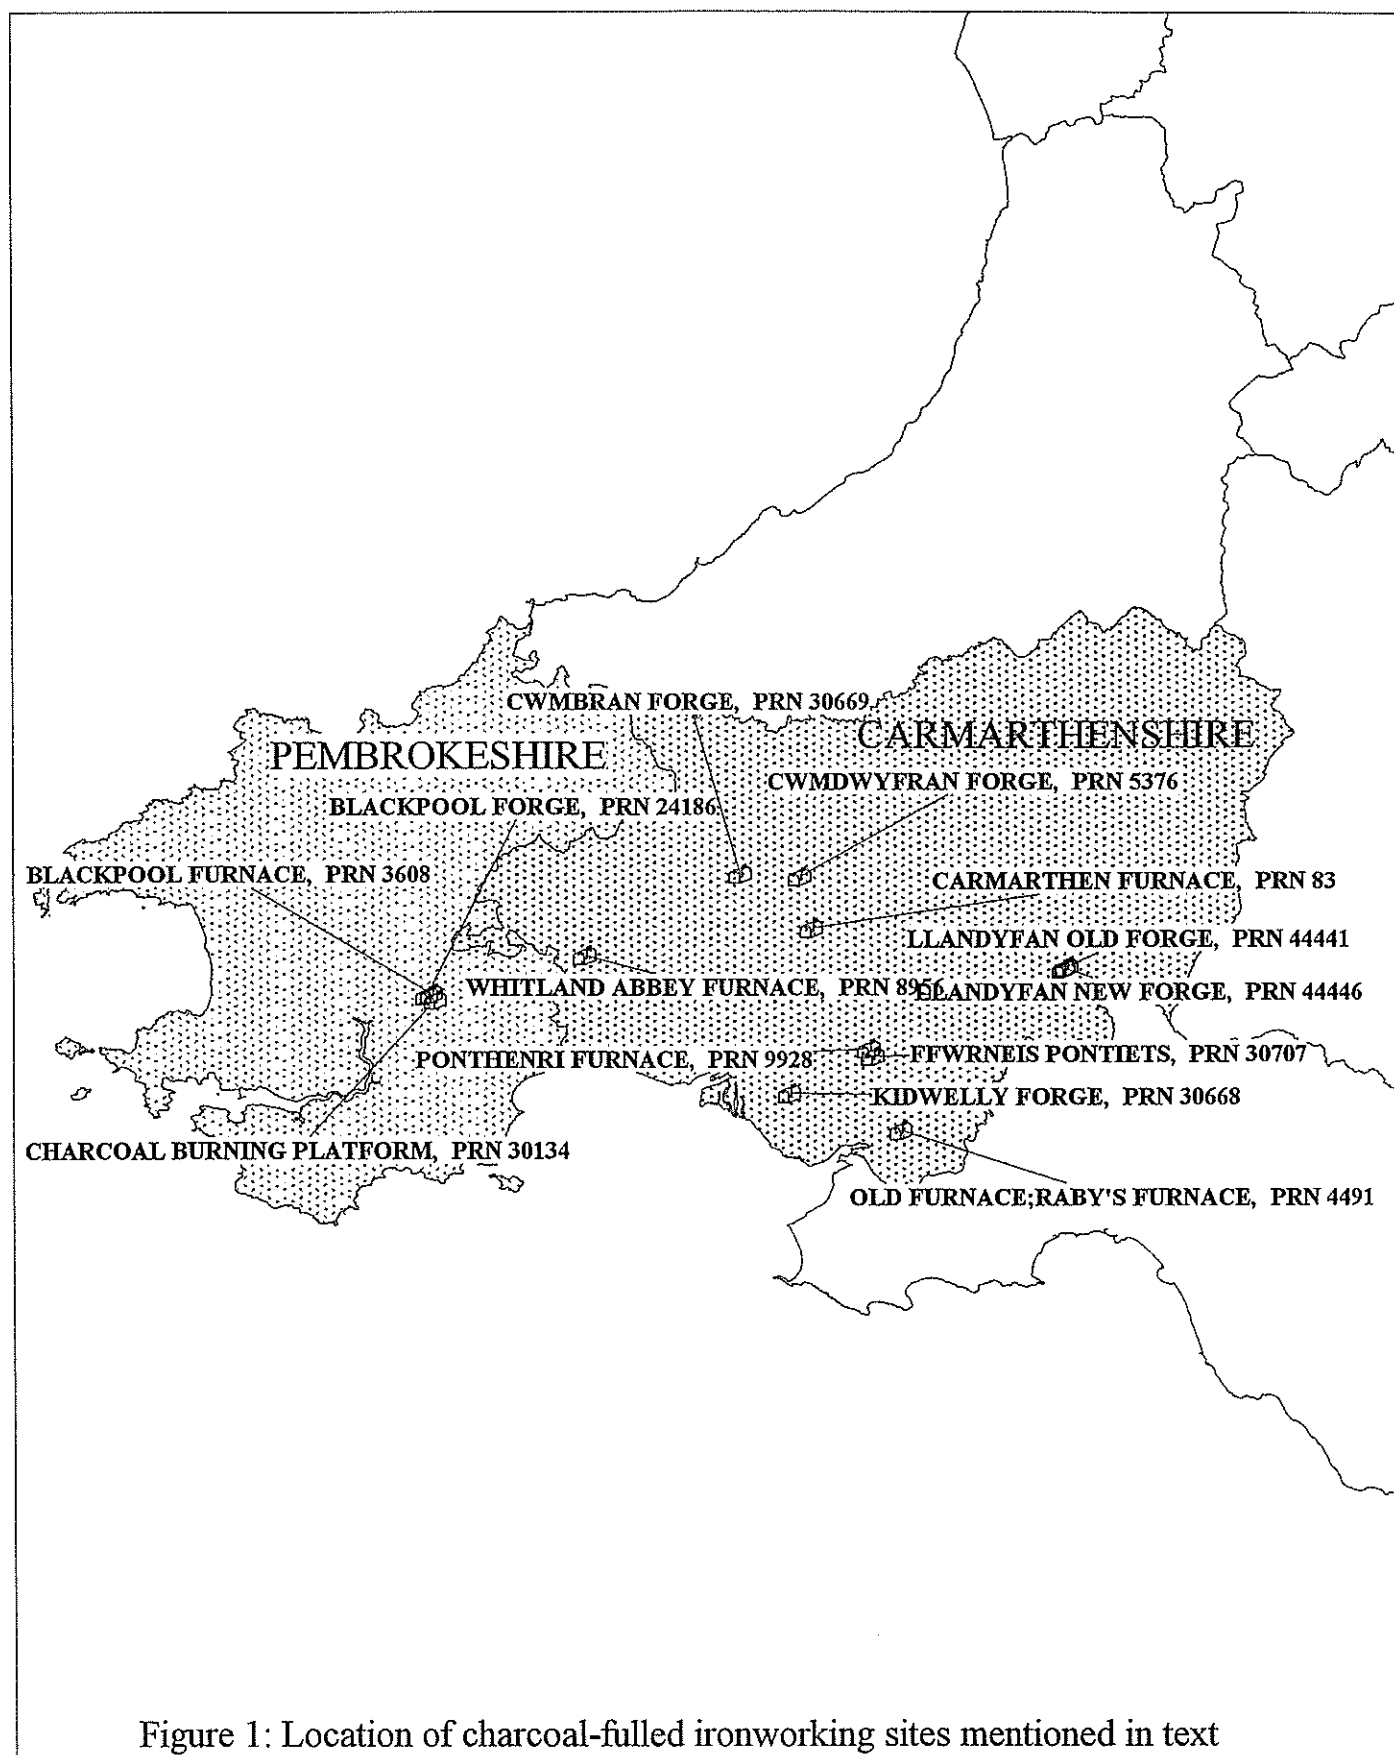 CWMBRAN FORGE, PRN 30669
CARMARTHENSHIRE
PEMBROKESHIRE
CWMDWYFRAN FORGE, PRN 5376
BLACKPOOL FORGE, PRN 24186
BLACKPOOL FURNACE, PRN 3608
CARMARTHEN FURNACE, PRN 83
LLANDYFAN OLD FORGE, PRN 44441
WHITLAND ABBEY FURNACE, PRN 8956
LLANDYFAN NEW FORGE, PRN 44446
PONTHENRI FURNACE, PRN 9928
FFWRNEIS PONTIETS, PRN 30707
KIDWELLY FORGE, PRN 30668
CHARCOAL BURNING PLATFORM, PRN 30134
OLD FURNACE;RABY'S FURNACE, PRN 4491
Figure 1: Location of charcoal-fulled ironworking sites mentioned in text